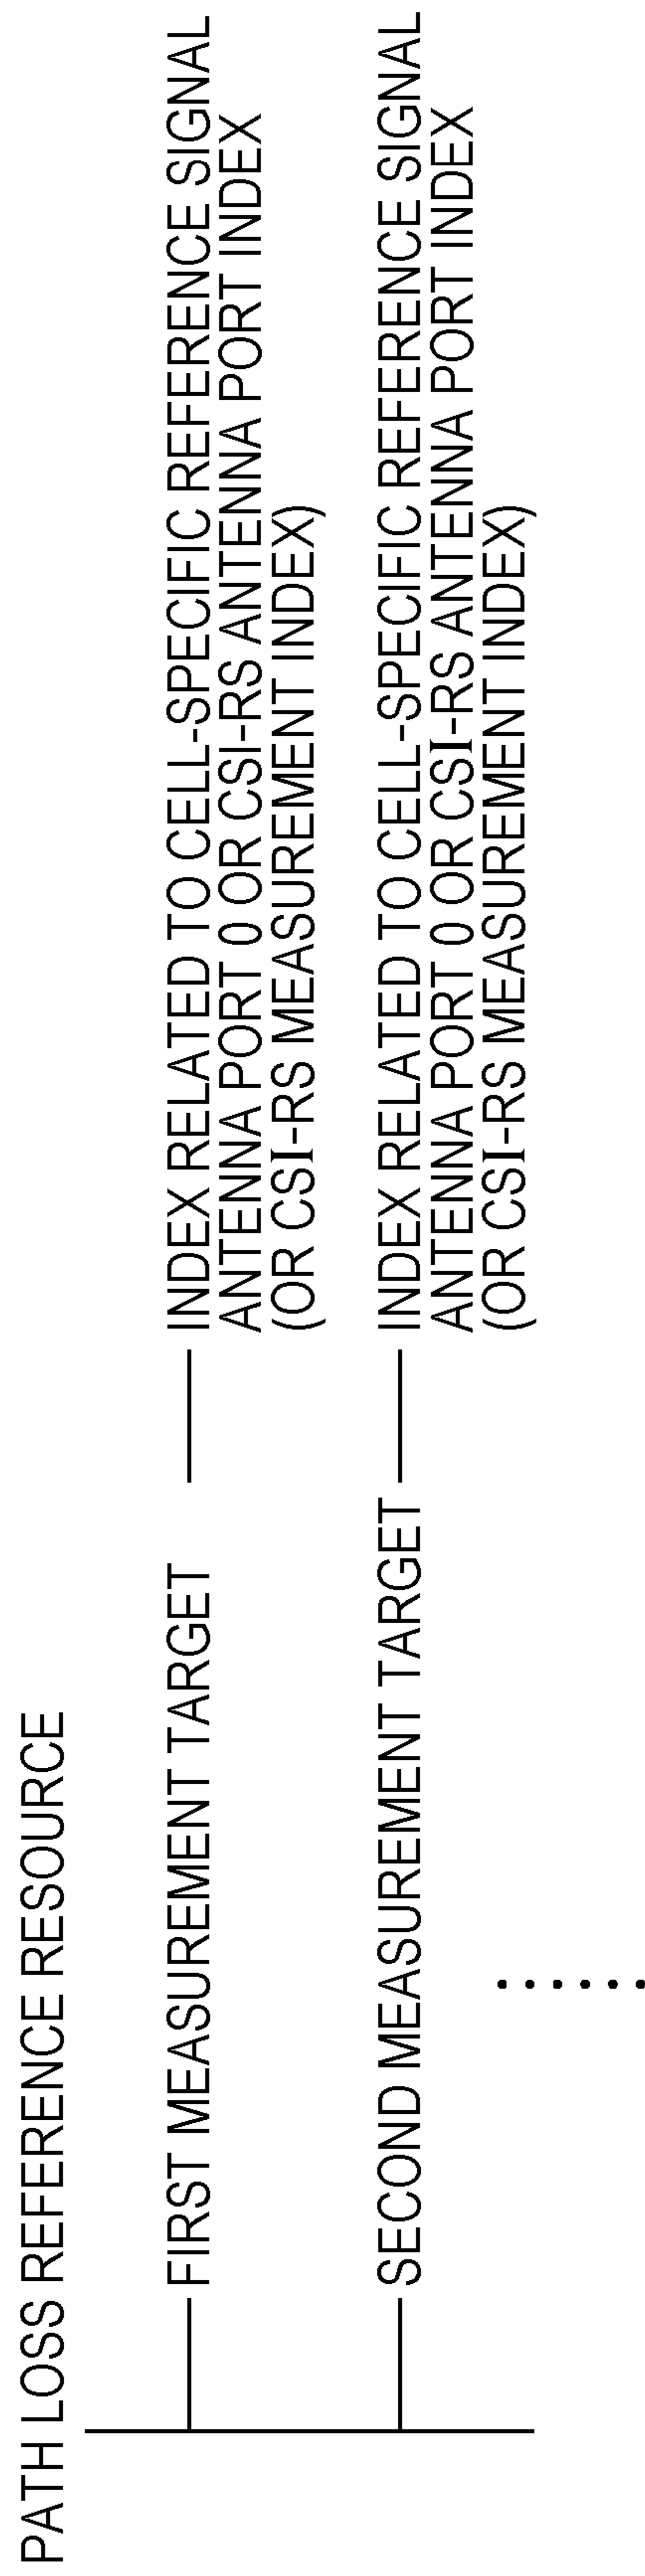 PATH LOSS REFERENCE RESOURCE
FIRST MEASUREMENT TARGET
INDEX RELATED TO CELL-SPECIFIC REFERENCE SIGNAL
ANTENNA PORT 0 OR CSI-RS ANTENNA PORT INDEX
(OR CSI-RS MEASUREMENT INDEX)
SECOND MEASUREMENT TARGET
INDEX RELATED TO CELL-SPECIFIC REFERENCE SIGNAL
ANTENNA PORT 0 OR CSI-RS ANTENNA PORT INDEX
(OR CSI-RS MEASUREMENT INDEX)